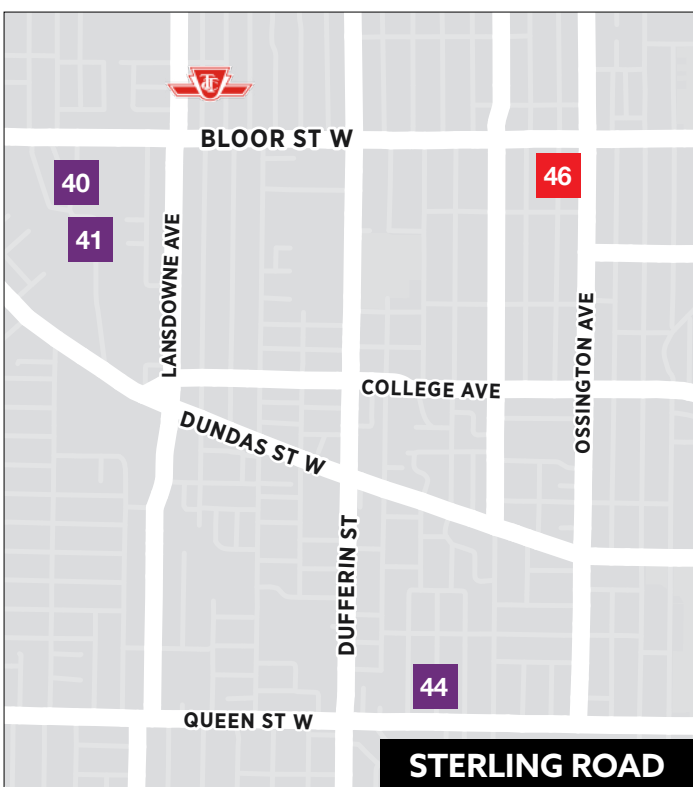 TTC
BLOOR ST W
46
40
41
LANSDOWNE AVE
OSSINGTON AVE
COLLEGE AVE
DUNDAS ST W
DUFFERIN ST
44
QUEEN ST W
STERLING ROAD